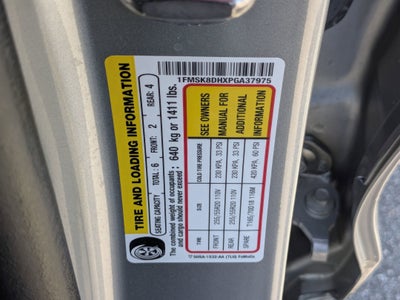 1FMSK8DHXPGA37975
TIRE AND LOADING INFORMATION
SEATING CAPACITY TOTAL: 6 FRONT: 2 REAR: 4
The combined weight of occupants and cargo should never exceed : 640 kg or 1411 lbs.
TIRE SIZE COLD TIRE PRESSURE
FRONT 255/55R20 110V 230 KPA, 33 PSI
REAR 255/55R20 110V 230 KPA, 33 PSI
SPARE T165/70D18 116M 420 KPA, 60 PSI
SEE OWNERS
MANUAL FOR
ADDITIONAL
INFORMATION